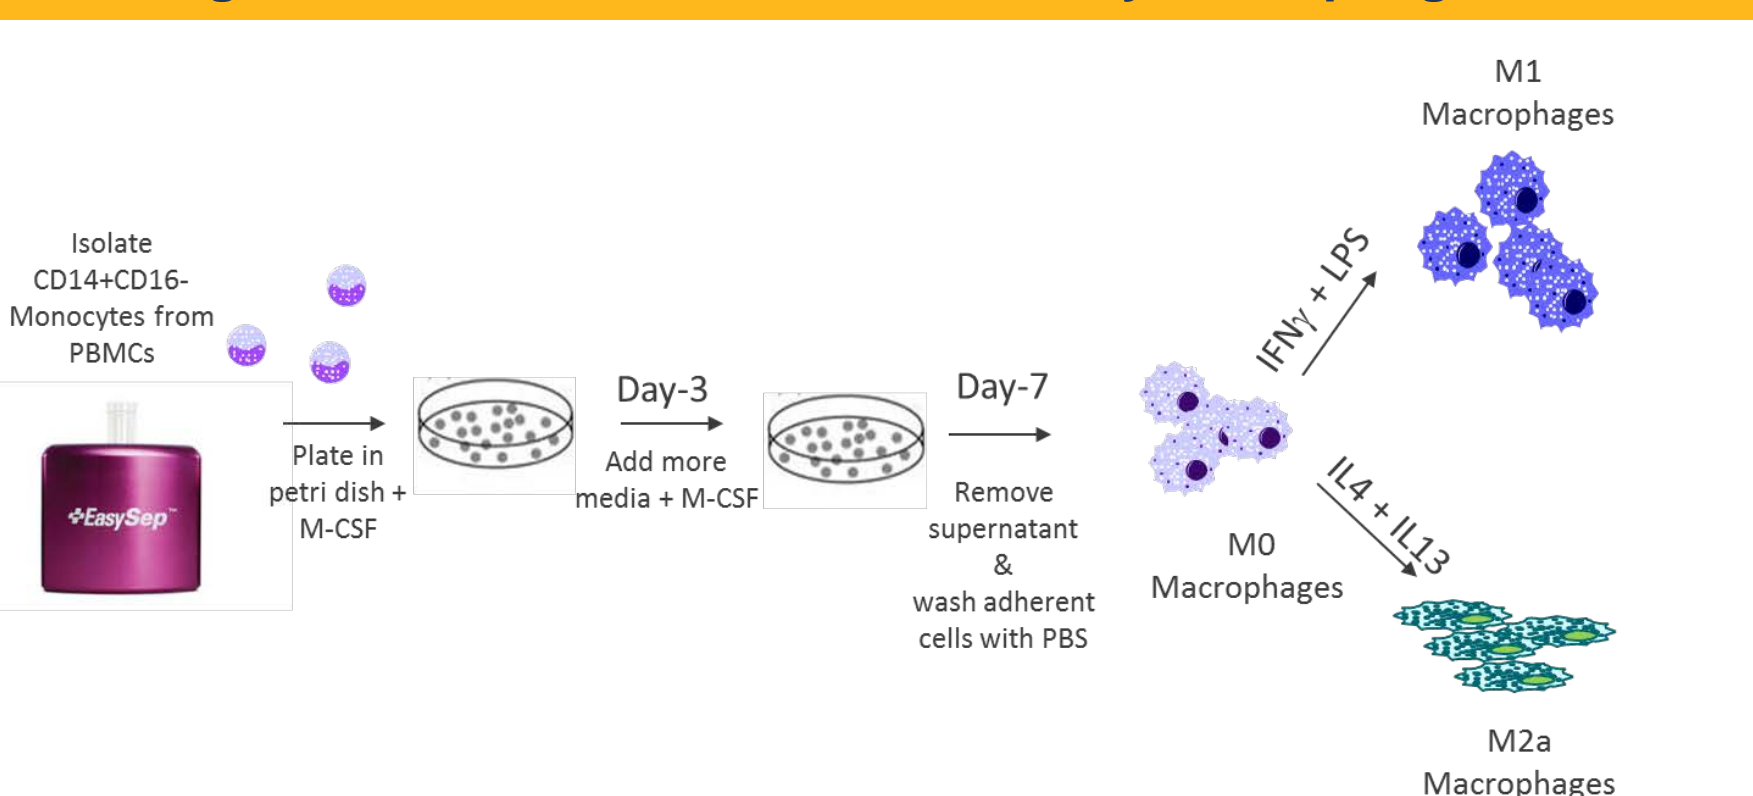 Isolate
CD14+CD16-
Monocytes from
PBMCs
EasySep™
Plate in
petri dish +
M-CSF
Day-3
Add more
media + M-CSF
Day-7
Remove
supernatant
&
wash adherent
cells with PBS
M0
Macrophages
IFNγ + LPS
M1
Macrophages
IL4 + IL13
M2a
Macrophages